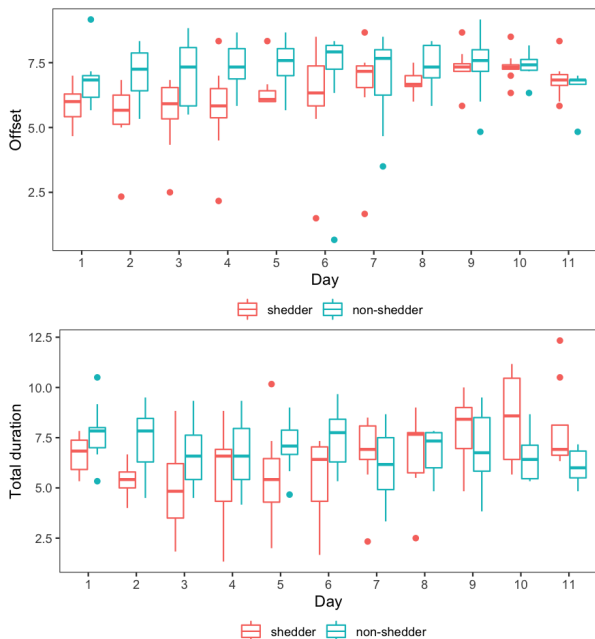 Offset
7.5
5.0
2.5
1 2 3 4 5 6 7 8 9 10 11
Day
shedder non-shedder
Total duration
12.5
10.0
7.5
5.0
2.5
1 2 3 4 5 6 7 8 9 10 11
Day
shedder non-shedder